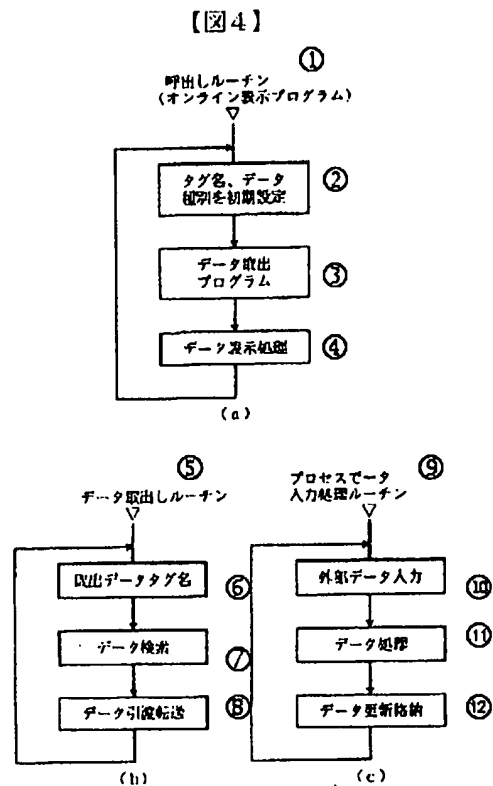 【図4】
①
呼出しルーチン
(オンライン表示プログラム)
タグ名、データ
種別を初期設定
②
データ取出
プログラム
③
データ表示処理
④
(a)
⑤
データ取出しルーチン
取出データタグ名
⑥
データ検索
⑦
データ引渡転送
⑧
(b)
⑨
プロセスでータ
入力処理ルーチン
外部データ入力
⑩
データ処理
⑪
データ更新格納
⑫
(c)